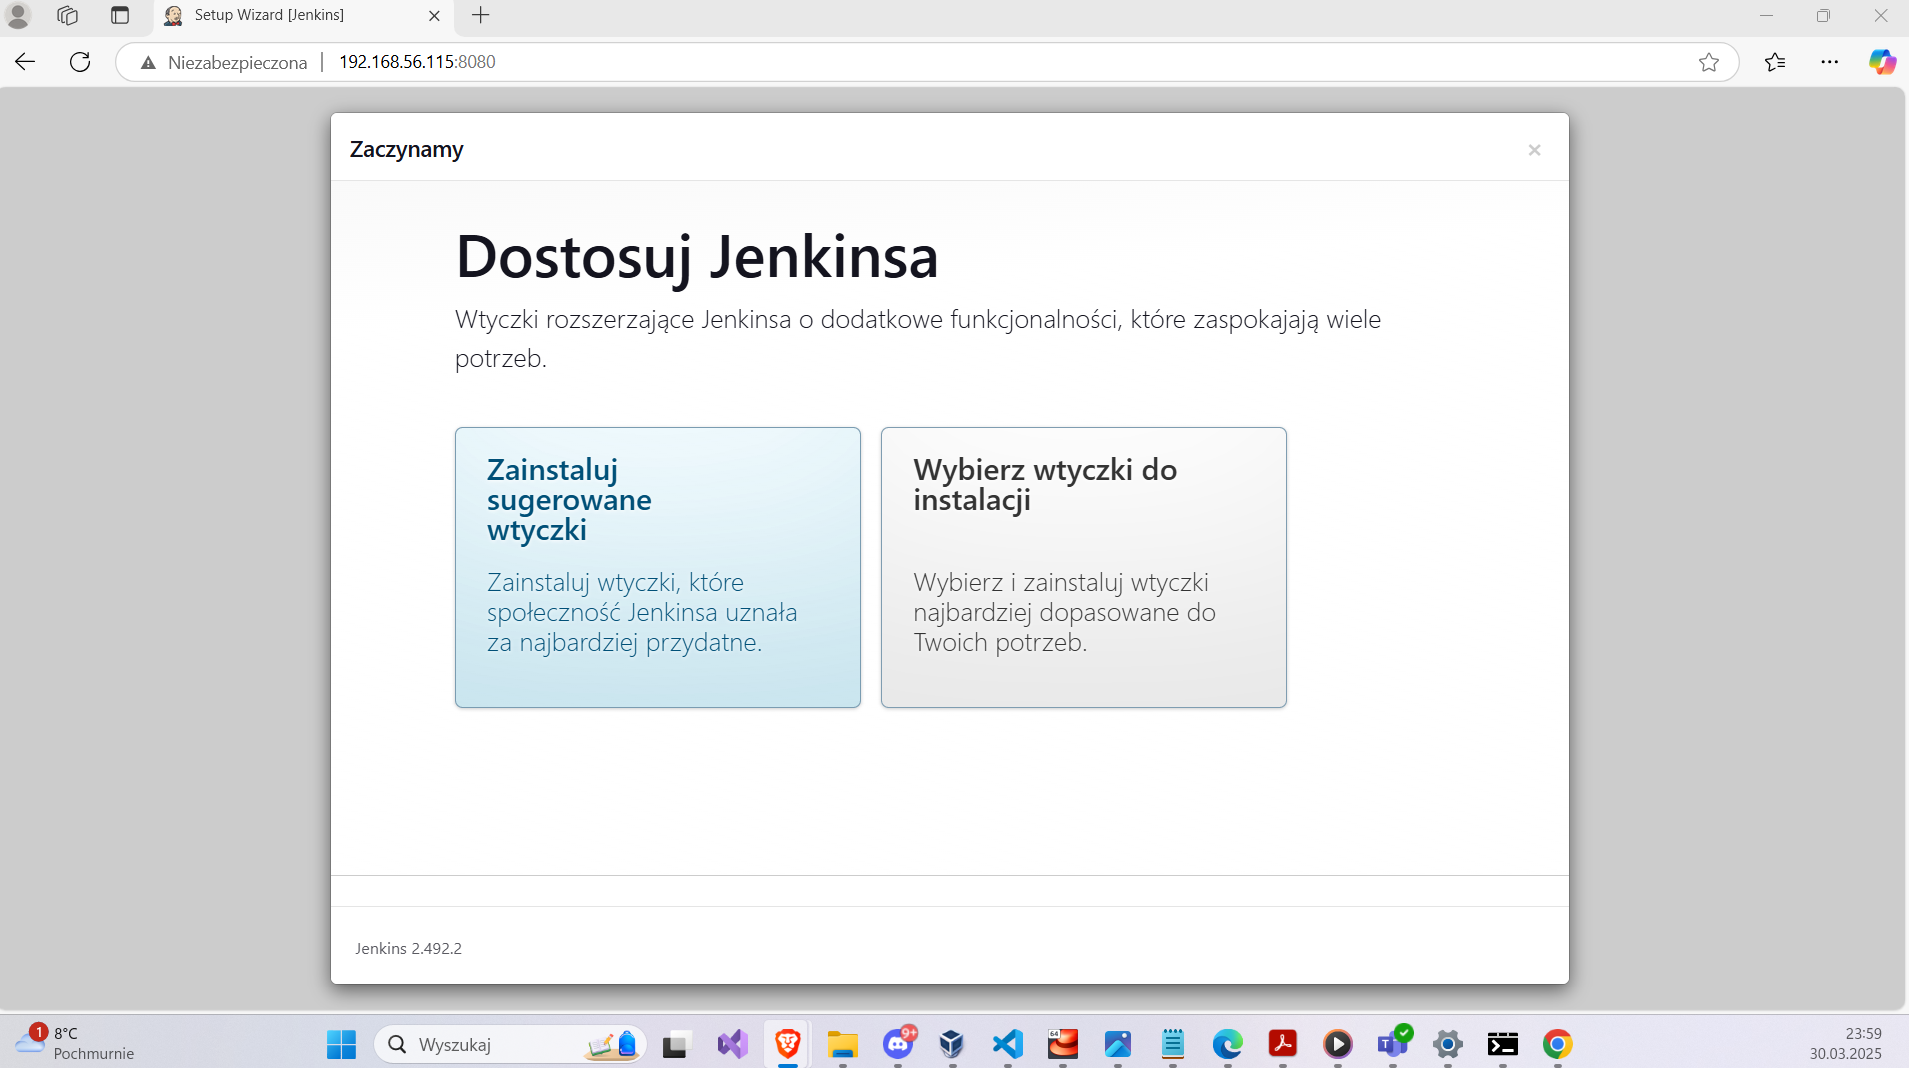 Setup Wizard [Jenkins]
Niezabezpieczona
192.168.56.115:8080
Zaczynamy
×
Dostosuj Jenkinsa
Wtyczki rozszerzające Jenkinsa o dodatkowe funkcjonalności, które zaspokajają wiele
potrzeb.
Zainstaluj
sugerowane
wtyczki
Zainstaluj wtyczki, które
społeczność Jenkinsa uznała
za najbardziej przydatne.
Wybierz wtyczki do
instalacji
Wybierz i zainstaluj wtyczki
najbardziej dopasowane do
Twoich potrzeb.
Jenkins 2.492.2
1
8°C
Pochmurnie
Wyszukaj
9+
64
T
23:59
30.03.2025